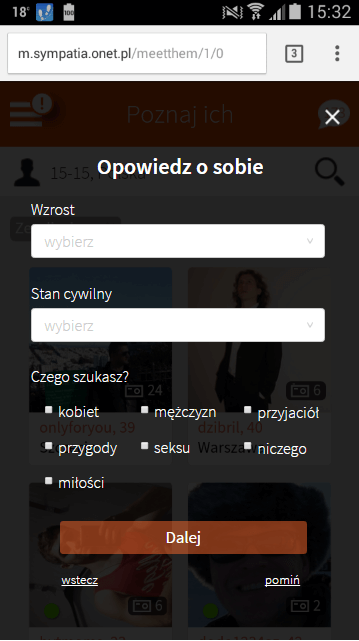 18°
100
15:32
m.sympatia.onet.pl/meetthem/1/0
3
Poznaj ich
Opowiedz o sobie
15-15,
Wzrost
wybierz
Stan cywilny
wybierz
24
6
Czego szukasz?
kobiet
mężczyzn
przyjaciół
onlyforyou, 39
dzibril, 40
przygody
seksu
niczego
Warszawa
miłości
Dalej
wstecz
pomiń
6
2